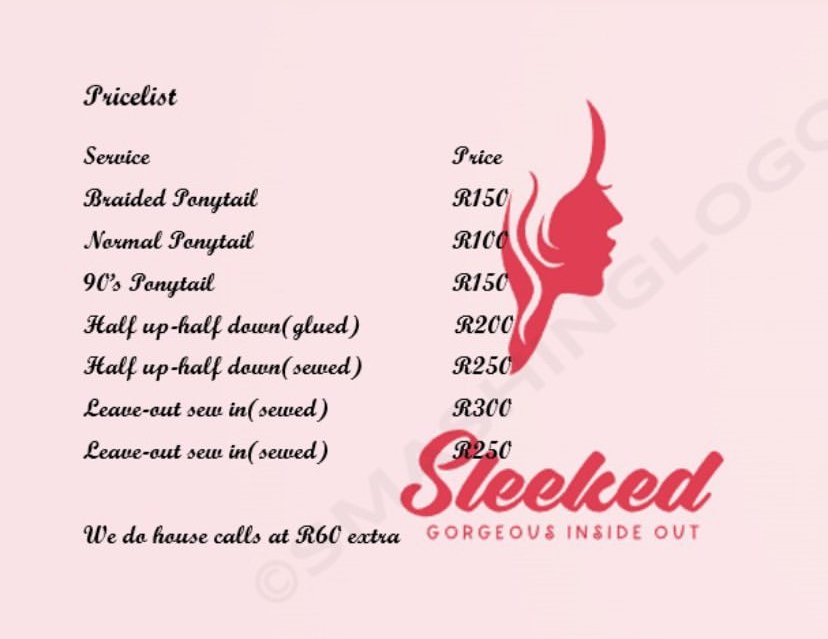 Pricelist
Service Price
Braided Ponytail R150
Normal Ponytail R100
90's Ponytail R150
Half up-half down(glued) R200
Half up-half down(sewed) R250
Leave-out sew in(sewed) R300
Leave-out sew in(sewed) R250
Sleeked
GORGEOUS INSIDE OUT
We do house calls at R60 extra
©SMASHINGLOGO